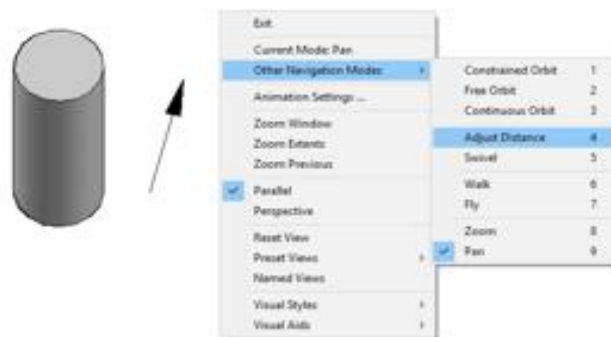 Exit
Current Mode: Pan
Other Navigation Modes
Animation Settings ...
Zoom Window
Zoom Extents
Zoom Previous
Parallel
Perspective
Reset View
Preset Views
Named Views
Visual Styles
Visual Aids
Constrained Orbit 1
Free Orbit 2
Continuous Orbit 3
Adjust Distance 4
Swivel 5
Walk 6
Fly 7
Zoom 8
Pan 9